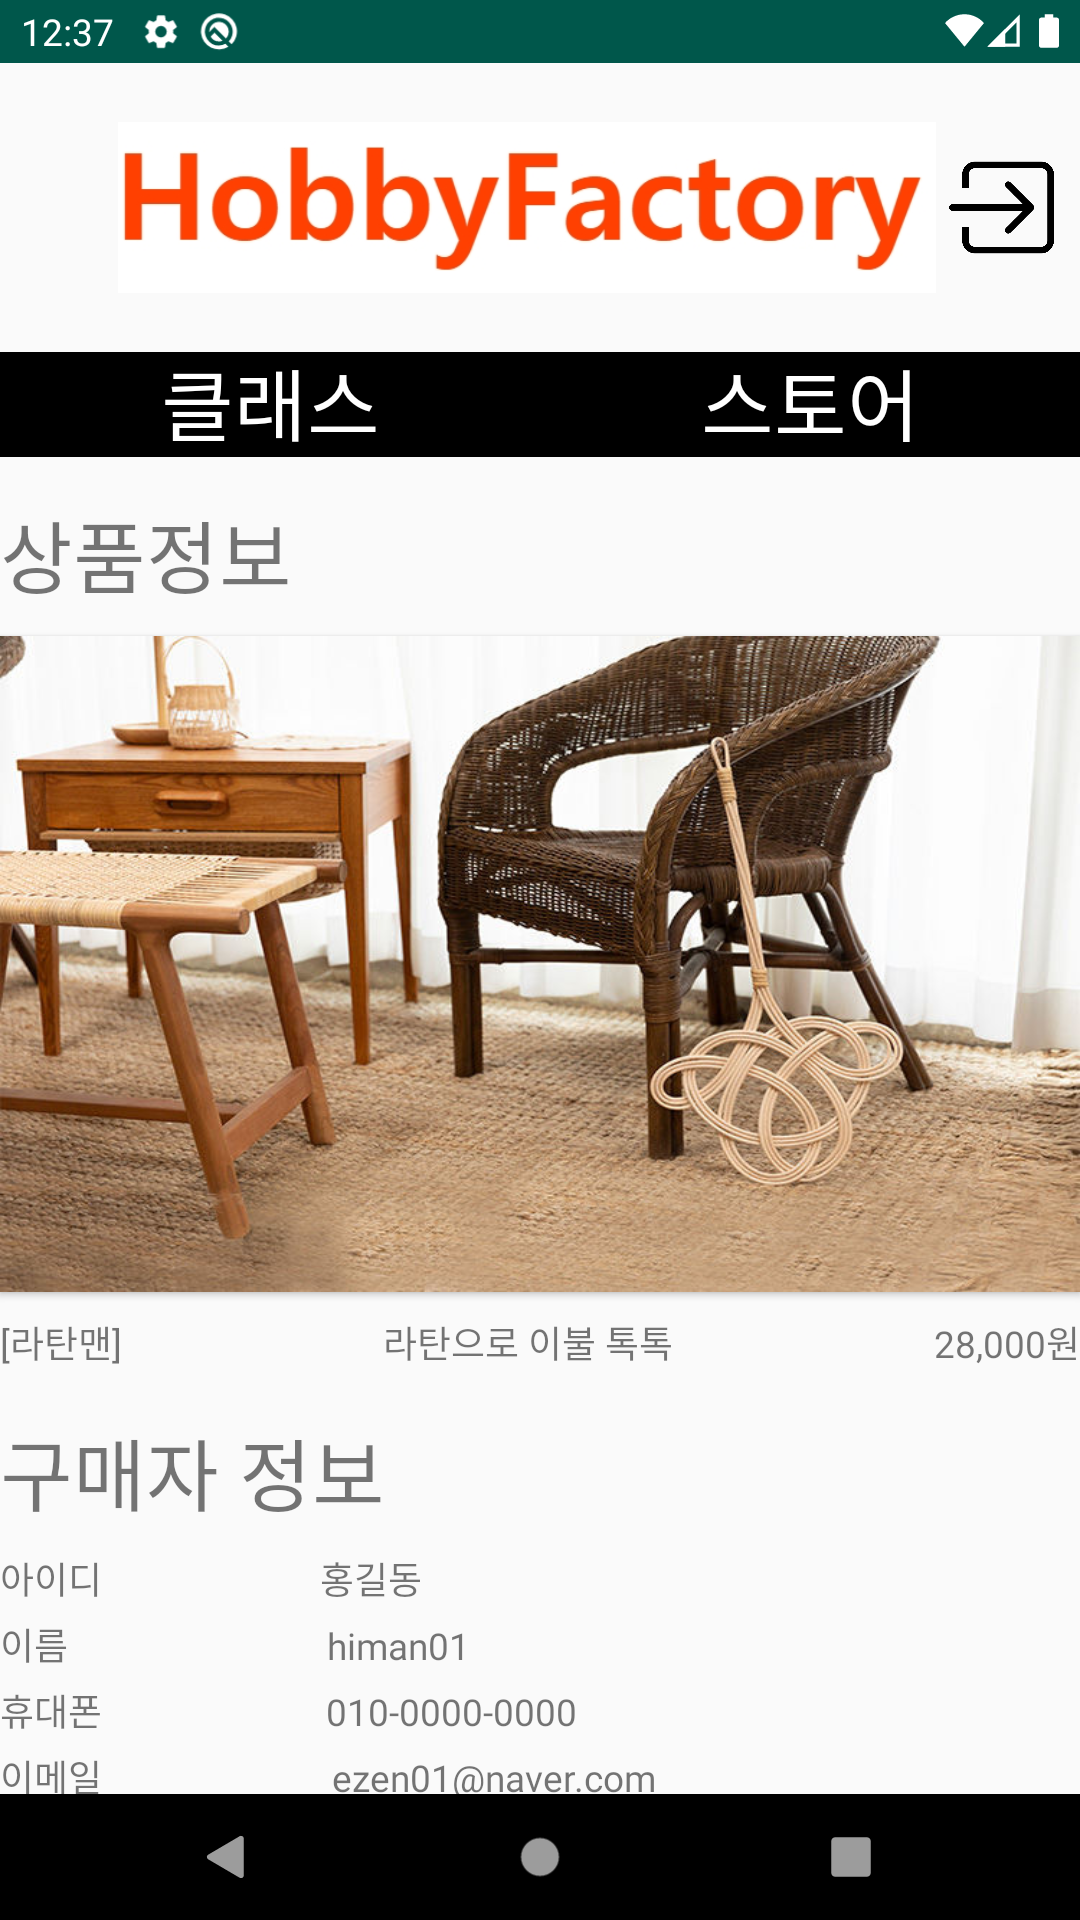 12:37
HobbyFactory
클래스 스토어
상품정보
[라탄맨] 라탄으로 이불 톡톡 28,000원
구매자 정보
아이디 홍길동
이름 himan01
휴대폰 010-0000-0000
이메일 ezen01@naver.com